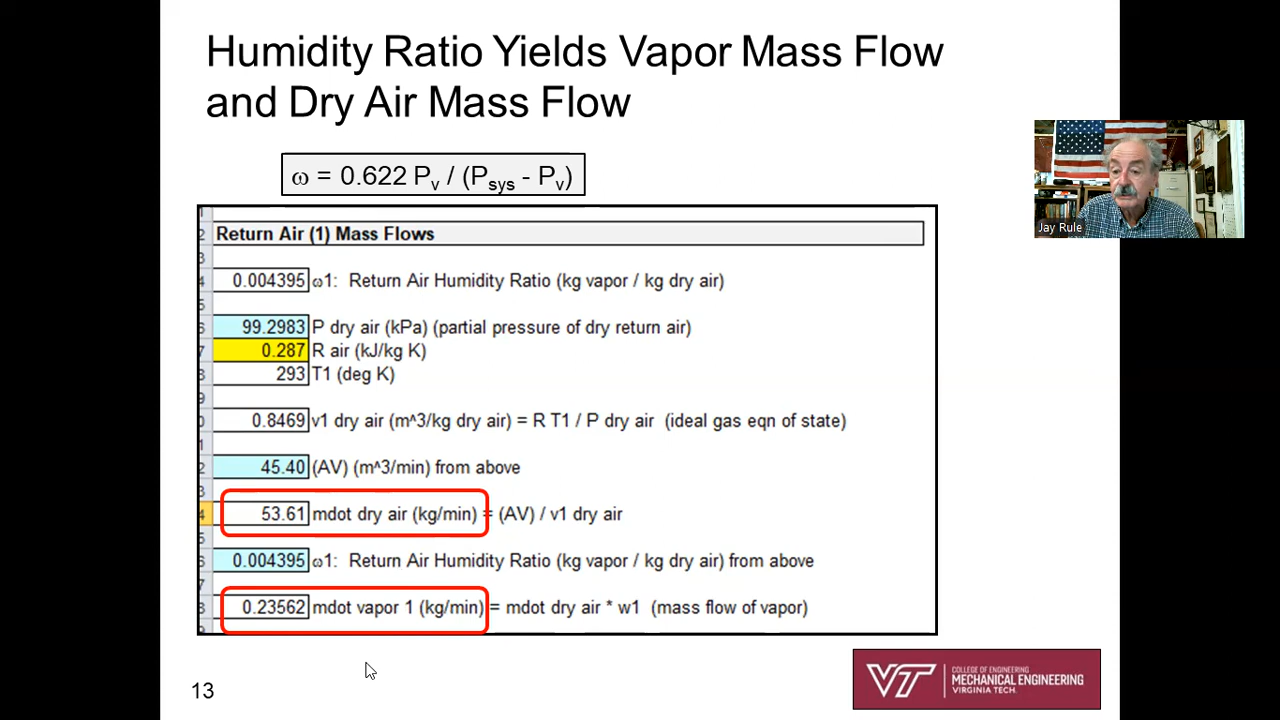 Humidity Ratio Yields Vapor Mass Flow
and Dry Air Mass Flow
ω = 0.622 Pv / (Psys - Pv)
Return Air (1) Mass Flows
0.004395 ω1: Return Air Humidity Ratio (kg vapor / kg dry air)
99.2983 P dry air (kPa) (partial pressure of dry return air)
0.287 R air (kJ/kg K)
293 T1 (deg K)
0.8469 v1 dry air (m^3/kg dry air) = R T1 / P dry air (ideal gas eqn of state)
45.40 (AV) (m^3/min) from above
53.61 mdot dry air (kg/min) = (AV) / v1 dry air
0.004395 ω1: Return Air Humidity Ratio (kg vapor / kg dry air) from above
0.23562 mdot vapor 1 (kg/min) = mdot dry air * w1 (mass flow of vapor)
13
VT
COLLEGE OF ENGINEERING
MECHANICAL ENGINEERING
VIRGINIA TECH.
Jay Rule